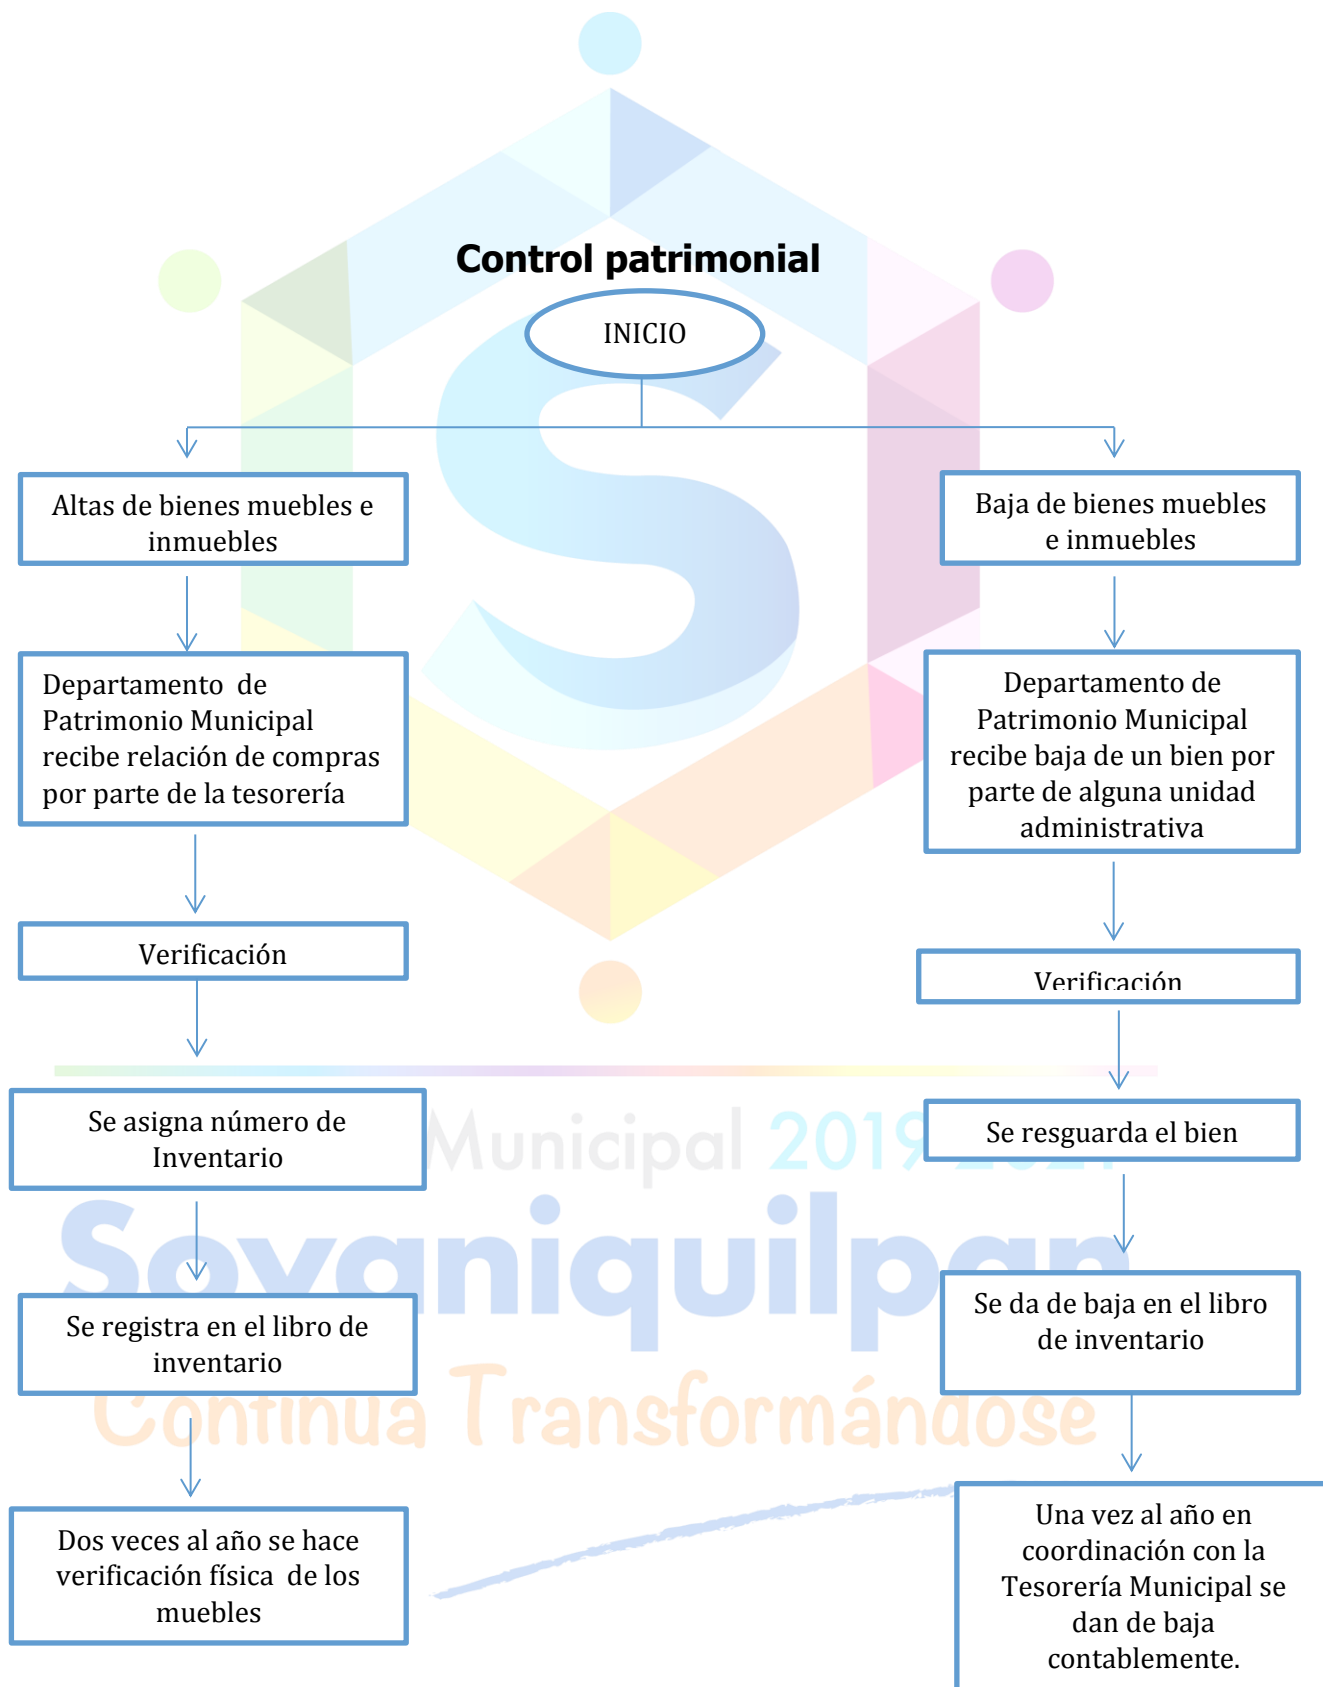 Control patrimonial
INICIO
Altas de bienes muebles e
inmuebles
Departamento  de
Patrimonio Municipal
recibe relación de compras
por parte de la tesorería
Verificación
Se asigna número de
Inventario
Se registra en el libro de
inventario
Dos veces al año se hace
verificación física  de los
muebles
Baja de bienes muebles
e inmuebles
Departamento de
Patrimonio Municipal
recibe baja de un bien por
parte de alguna unidad
administrativa
Verificación
Se resguarda el bien
Se da de baja en el libro
de inventario
Una vez al año en
coordinación con la
Tesorería Municipal se
dan de baja
contablemente.
Municipal 2019 2021
Soyaniquilpan
Continua Transformándose